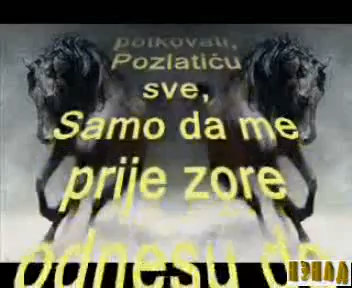 potkovati,
Pozlatiću
sve,
Samo da me
prije zore
odnesu do